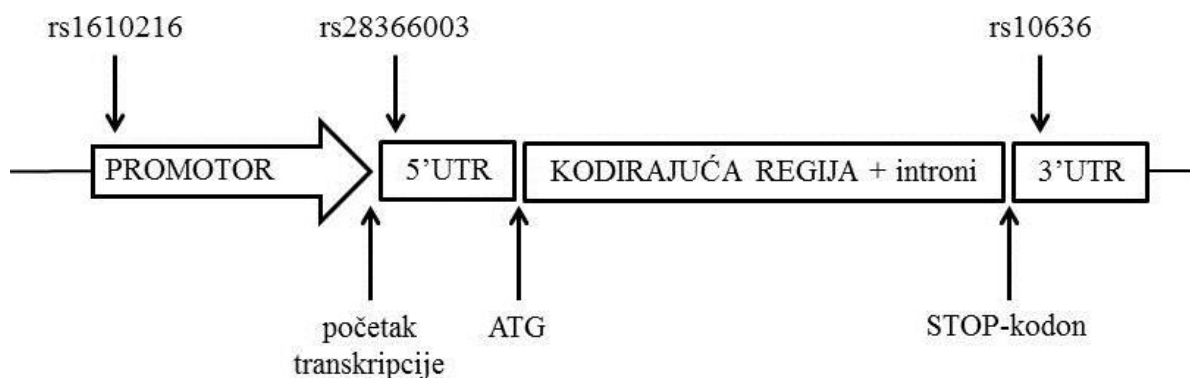 rs1610216
rs28366003
rs10636
PROMOTOR
5’UTR
KODIRAJUĆA REGIJA + introni
3’UTR
početak
transkripcije
ATG
STOP-kodon